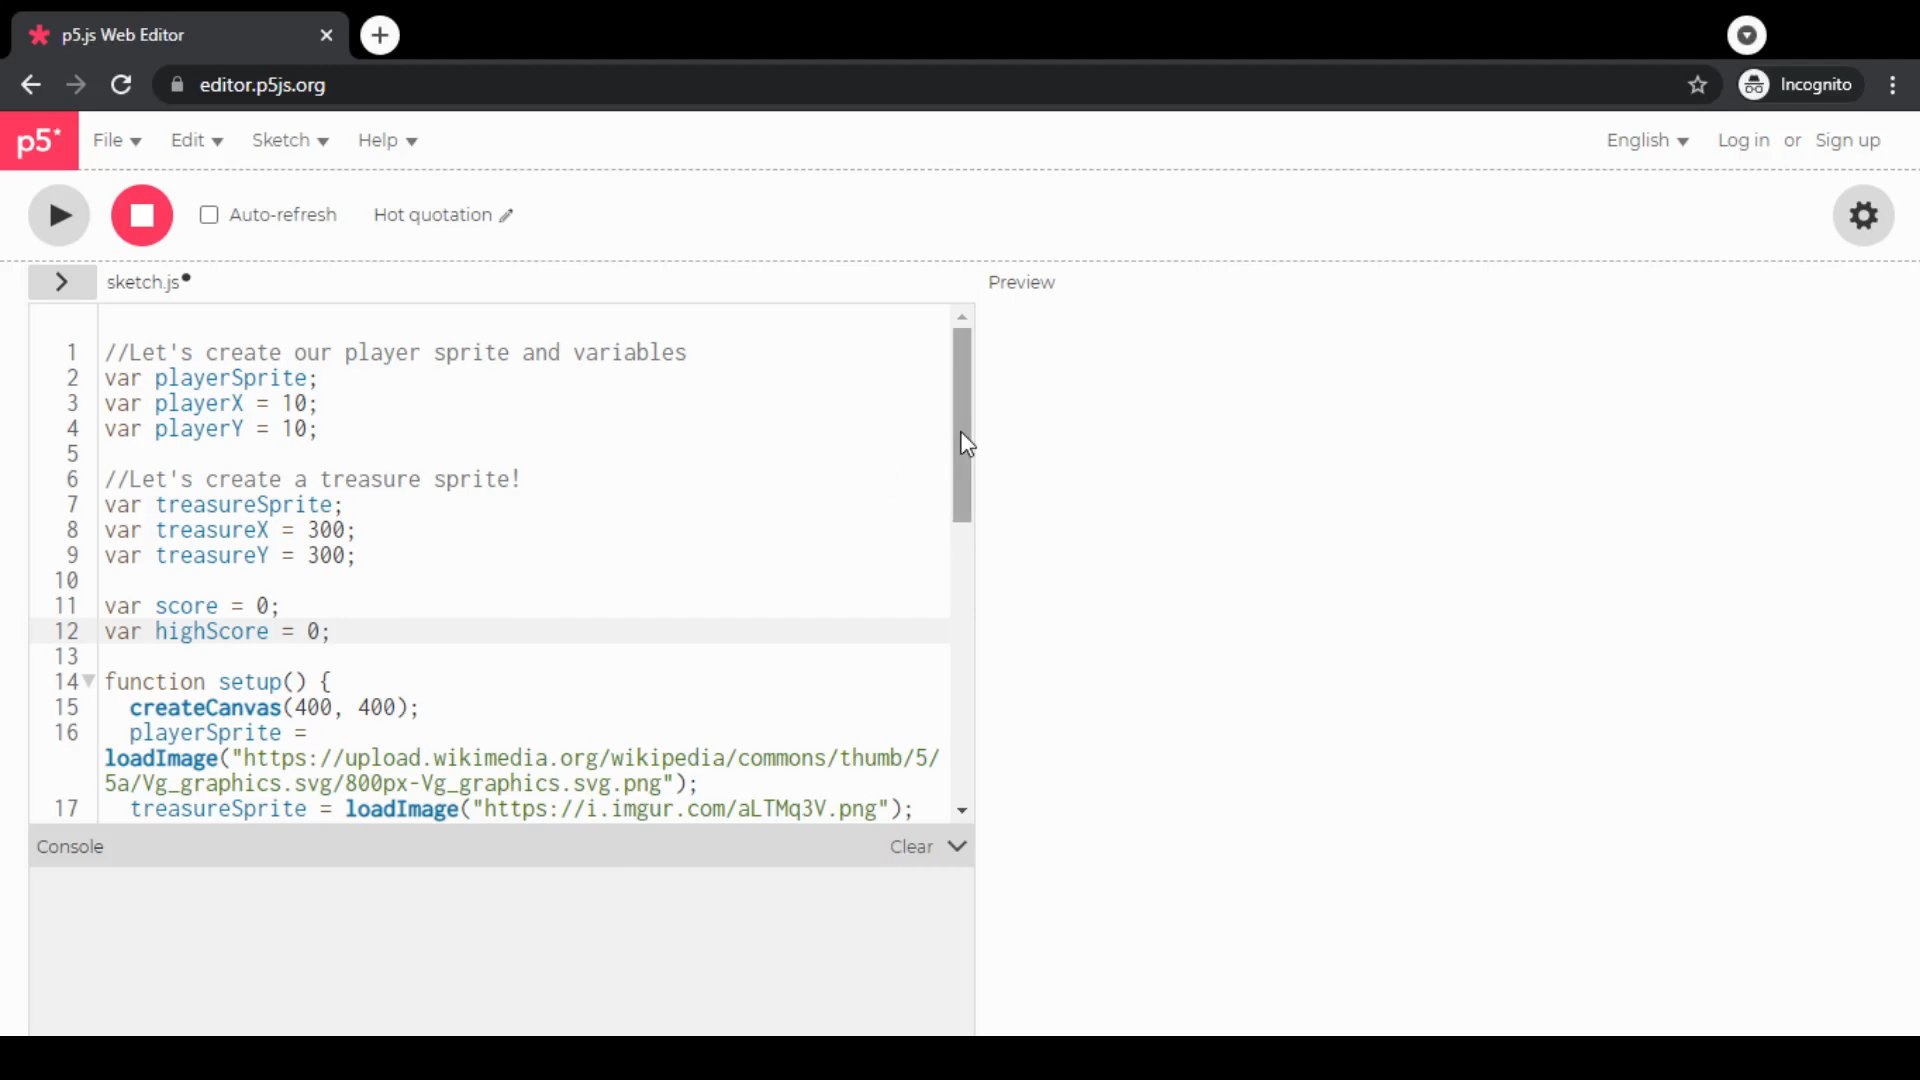 p5.js Web Editor
editor.p5js.org
Incognito
p5*
File
Edit
Sketch
Help
English
Log in or Sign up
Auto-refresh
Hot quotation
sketch.js
Preview
1 //Let's create our player sprite and variables
2 var playerSprite;
3 var playerX = 10;
4 var playerY = 10;
5
6 //Let's create a treasure sprite!
7 var treasureSprite;
8 var treasureX = 300;
9 var treasureY = 300;
10
11 var score = 0;
12 var highScore = 0;
13
14 function setup() {
15 createCanvas(400, 400);
16 playerSprite =
loadImage("https://upload.wikimedia.org/wikipedia/commons/thumb/5/
5a/Vg_graphics.svg/800px-Vg_graphics.svg.png");
17 treasureSprite = loadImage("https://i.imgur.com/aLTMq3V.png");
Console
Clear